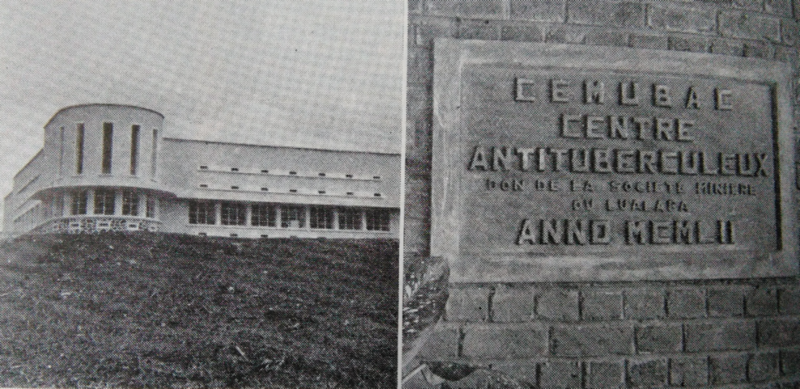 CEMUBAC
CENTRE
ANTITUBERCULEUX
DON DE LA SOCIETE MINIERE
DU LUALABA
ANNO MCMLII